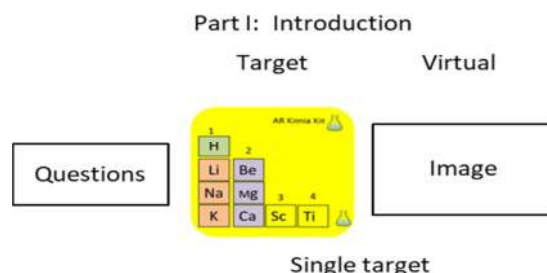 Part I: Introduction
Target Virtual
AR Kimia Kit
1
H 2
Li Be
Na Mg
3 4
K Ca Sc Ti
Questions
Image
Single target